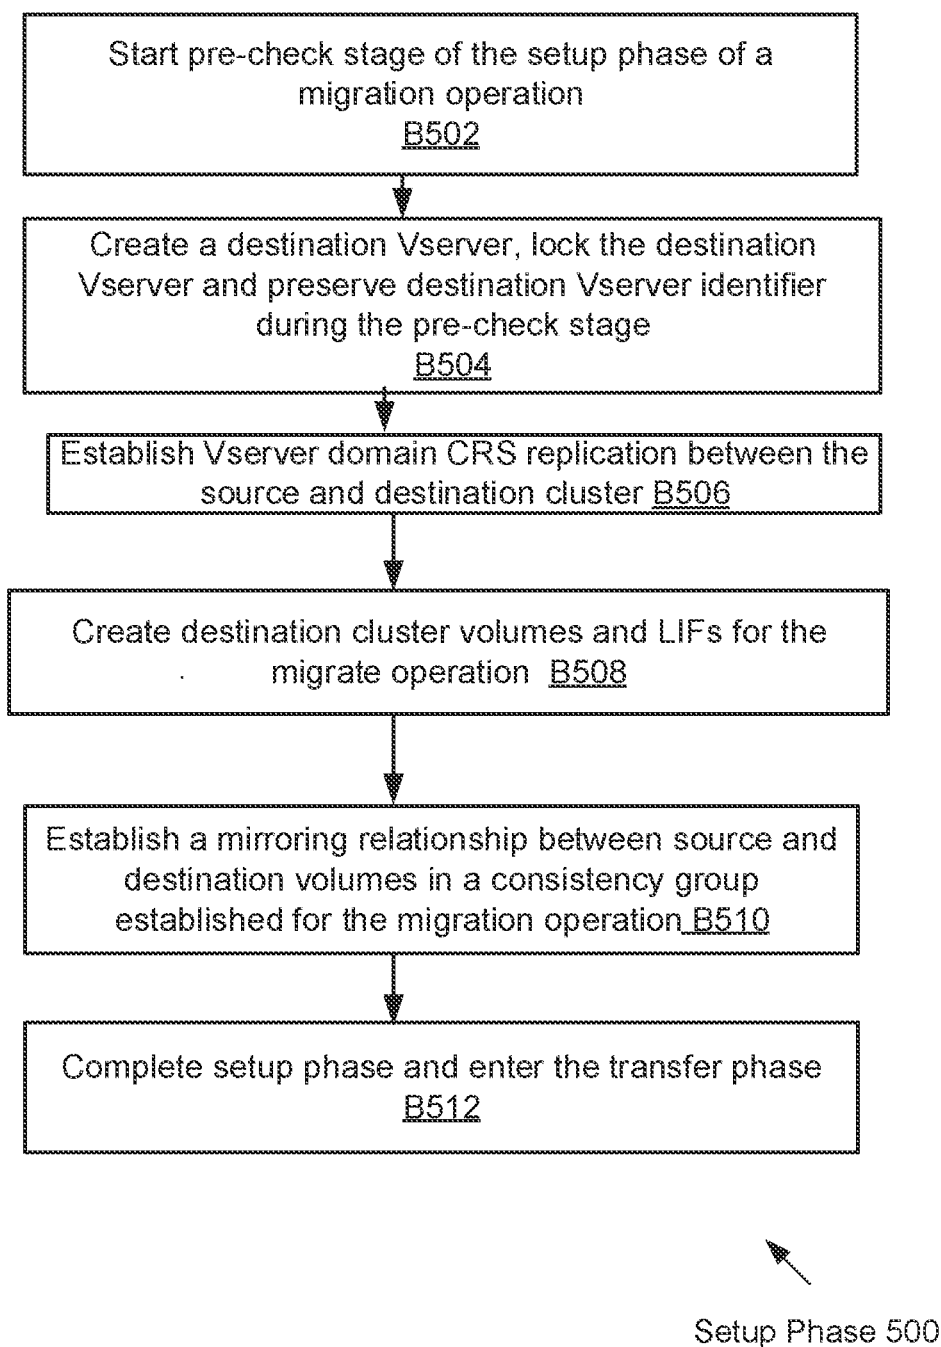 Start pre-check stage of the setup phase of a
migration operation
B502
Create a destination Vserver, lock the destination
Vserver and preserve destination Vserver identifier
during the pre-check stage
B504
Establish Vserver domain CRS replication between the
source and destination cluster B506
Create destination cluster volumes and LIFs for the
migrate operation B508
Establish a mirroring relationship between source and
destination volumes in a consistency group
established for the migration operation B510
Complete setup phase and enter the transfer phase
B512
Setup Phase 500